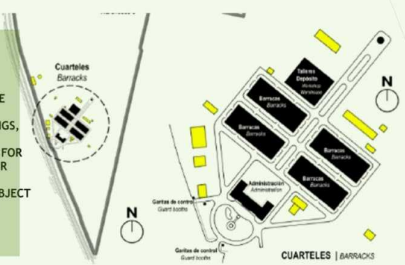 E
NGS,
FOR
R
BJECT
Cuarteles
Barracks
N
Talleres
Depósito
Workshop
Warehouse
Barracas
Barracks
Barracas
Barracks
Barracas
Barracks
Barracas
Barracks
Administración
Administration
Garitas de control
Guard booths
Garitas de control
Guard booths
N
N
CUARTELES | BARRACKS